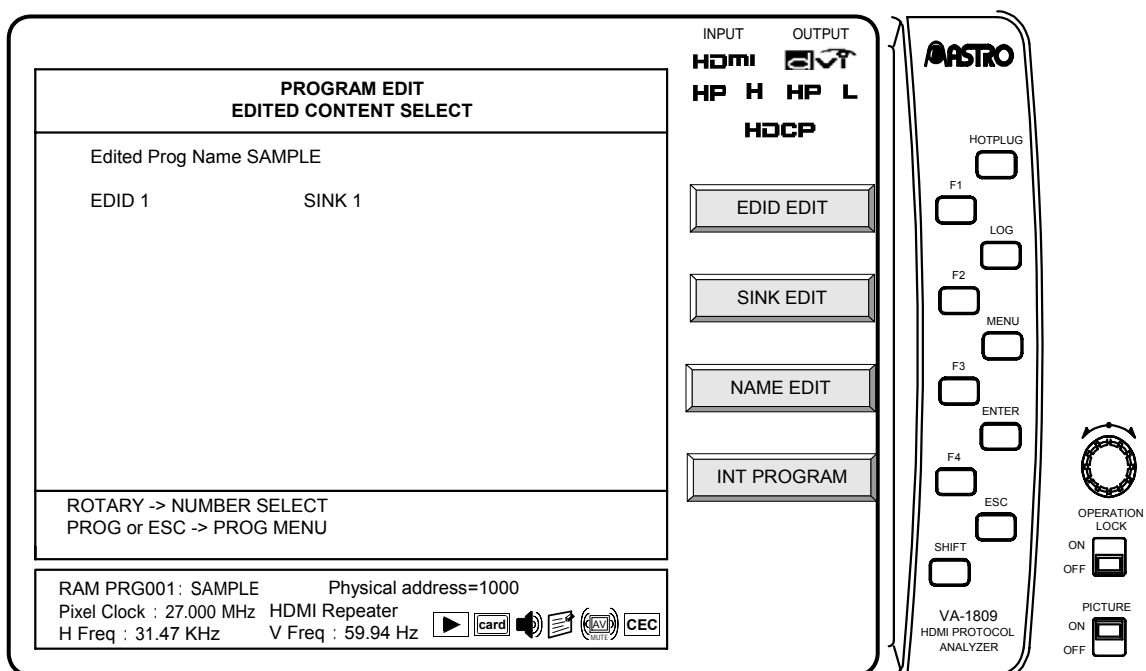 INPUT OUTPUT
HDMI DVI
HP H HP L
HDCP
PROGRAM EDIT
EDITED CONTENT SELECT
Edited Prog Name SAMPLE
EDID 1 SINK 1
EDID EDIT
SINK EDIT
NAME EDIT
INT PROGRAM
ROTARY -> NUMBER SELECT
PROG or ESC -> PROG MENU
RAM PRG001: SAMPLE Physical address=1000
Pixel Clock : 27.000 MHz HDMI Repeater
H Freq : 31.47 KHz V Freq : 59.94 Hz
card
AV
MUTE
CEC
ASTRO
HOTPLUG
F1
LOG
F2
MENU
F3
ENTER
F4
ESC
SHIFT
VA-1809
HDMI PROTOCOL
ANALYZER
OPERATION
LOCK
ON
OFF
PICTURE
ON
OFF